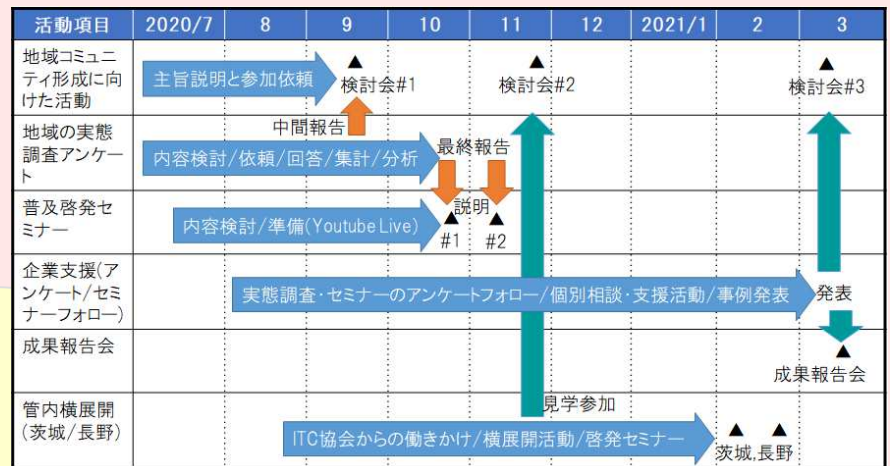 活動項目 2020/7 8 9 10 11 12 2021/1 2 3
地域コミュニ
ティ形成に向
けた活動
主旨説明と参加依頼
▲ ▲ ▲
検討会#1 検討会#2 検討会#3
中間報告
地域の実態
調査アンケー
ト
内容検討/依頼/回答/集計/分析
最終報告
普及啓発セ
ミナー
内容検討/準備(Youtube Live)
説明
▲ ▲
#1 #2
企業支援(ア
ンケート/セミ
ナーフォロー)
実態調査・セミナーのアンケートフォロー/個別相談・支援活動/事例発表
発表
成果報告会
▲
成果報告会
管内横展開
(茨城/長野)
見学参加
ITC協会からの働きかけ/横展開活動/啓発セミナー
▲ ▲
茨城,長野